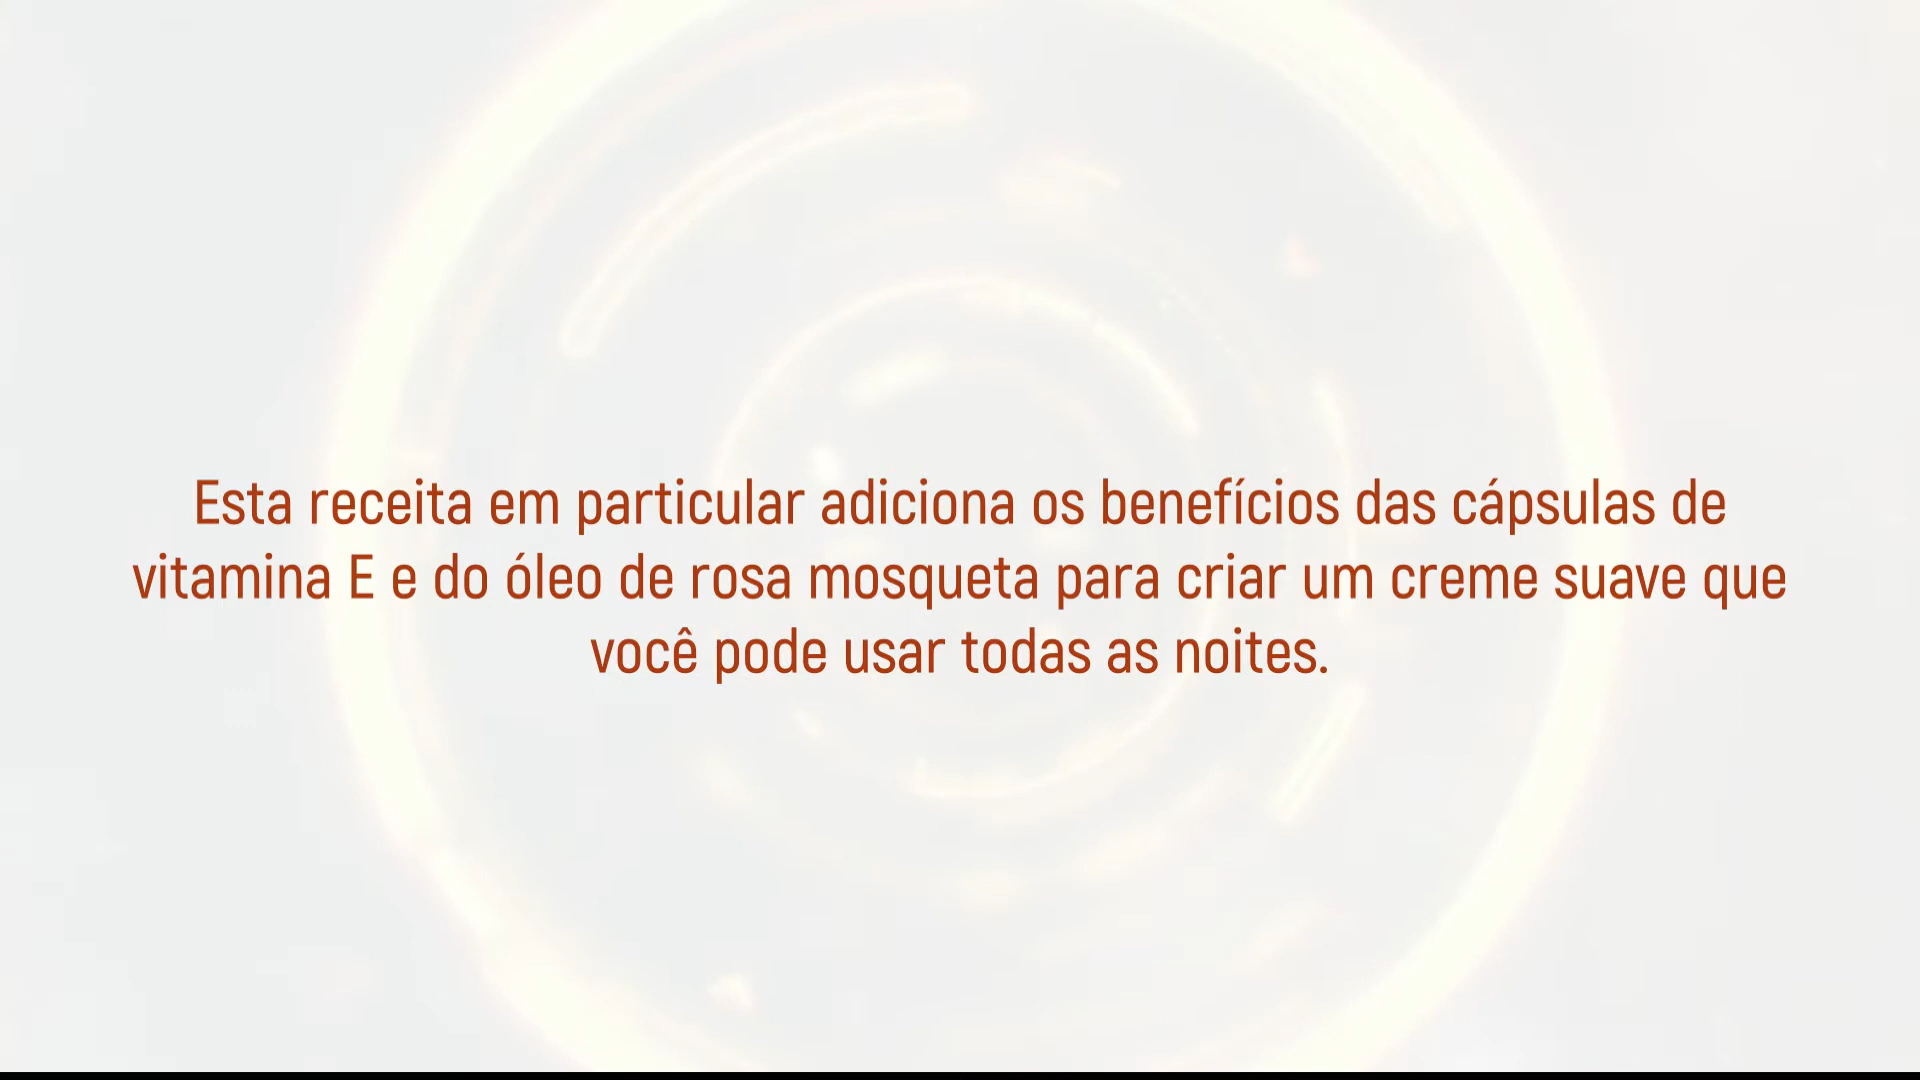 Esta receita em particular adiciona os benefícios das cápsulas de
vitamina E e do óleo de rosa mosqueta para criar um creme suave que
você pode usar todas as noites.